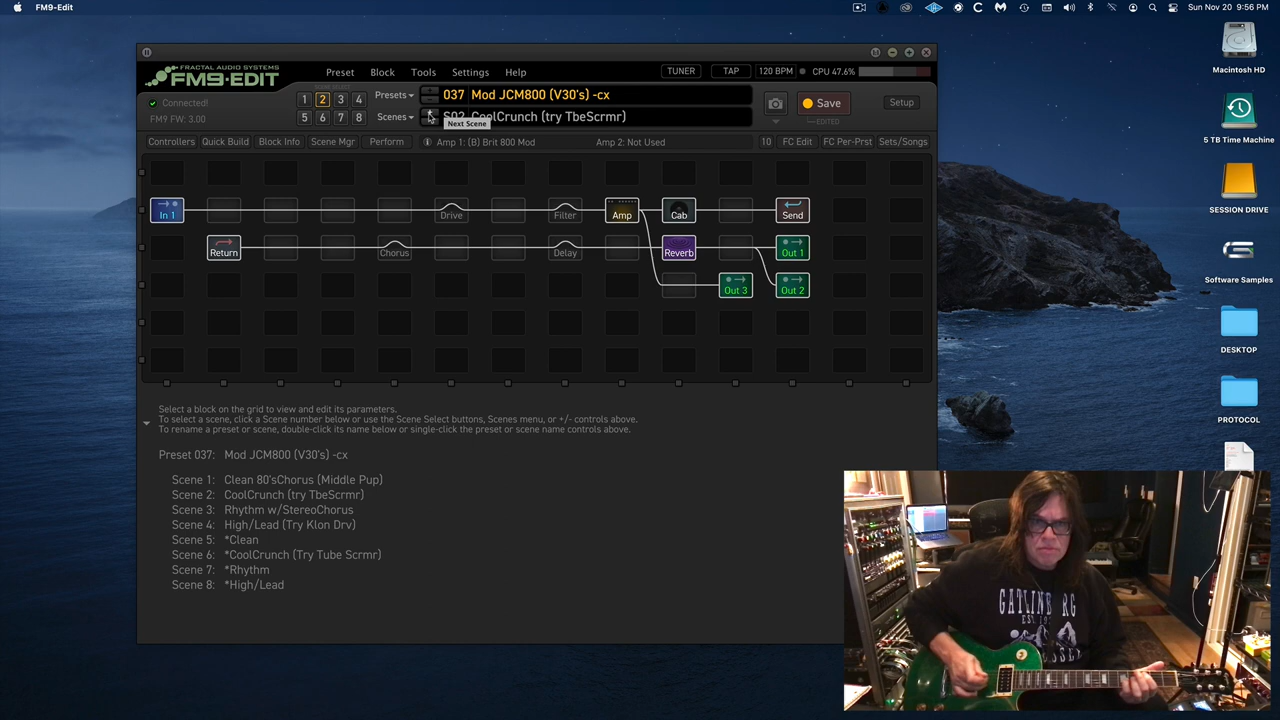 FM9-Edit
Sun Nov 20 9:56 PM
FRACTAL AUDIO SYSTEMS
FM9-EDIT
Preset Block Tools Settings Help
TUNER TAP 120 BPM CPU 47.6%
Connected!
FM9 FW: 3.00
SCENE SELECT
1 2 3 4
5 6 7 8
Presets 037 Mod JCM800 (V30's) -cx
Scenes S02 CoolCrunch (try TbeScrmr)
Next Scene
Save
EDITED
Setup
Controllers Quick Build Block Info Scene Mgr Perform Amp 1: (B) Brit 800 Mod Amp 2: Not Used 10 FC Edit FC Per-Prst Sets/Songs
In 1 Drive Filter Amp Cab Send
Return Chorus Delay Reverb Out 1
Out 3 Out 2
Select a block on the grid to view and edit its parameters.
To select a scene, click a Scene number below or use the Scene Select buttons, Scenes menu, or +/- controls above.
To rename a preset or scene, double-click its name below or single-click the preset or scene name controls above.
Preset 037: Mod JCM800 (V30's) -cx
Scene 1: Clean 80'sChorus (Middle Pup)
Scene 2: CoolCrunch (try TbeScrmr)
Scene 3: Rhythm w/StereoChorus
Scene 4: High/Lead (Try Klon Drv)
Scene 5: *Clean
Scene 6: *CoolCrunch (Try Tube Scrmr)
Scene 7: *Rhythm
Scene 8: *High/Lead
Macintosh HD
5 TB Time Machine
SESSION DRIVE
Software Samples
DESKTOP
PROTOCOL